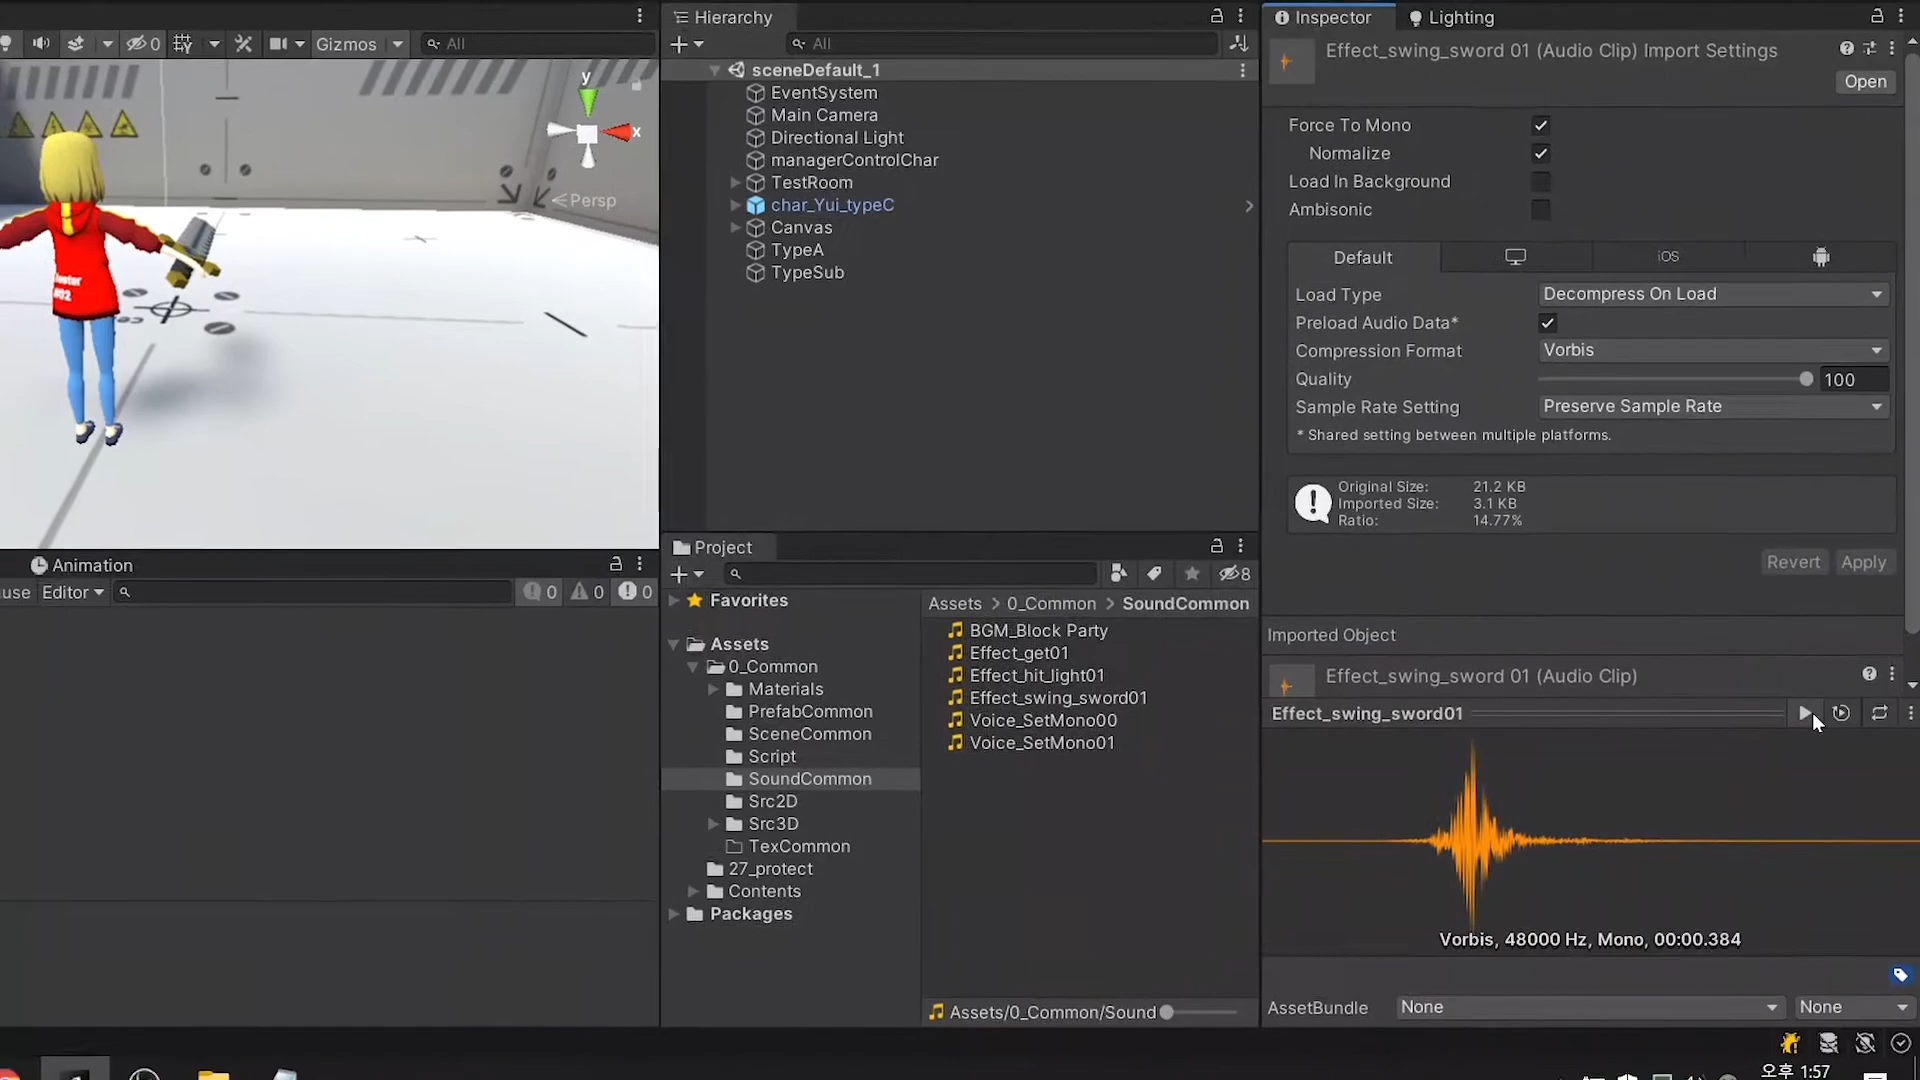 Gizmos
All
0
y
x
Persp
Tester
#02
Hierarchy
All
sceneDefault_1
EventSystem
Main Camera
Directional Light
managerControlChar
TestRoom
char_Yui_typeC
Canvas
TypeA
TypeSub
Inspector
Lighting
Effect_swing_sword 01 (Audio Clip) Import Settings
Open
Force To Mono
Normalize
Load In Background
Ambisonic
Default
iOS
Load Type
Decompress On Load
Preload Audio Data*
Compression Format
Vorbis
Quality
100
Sample Rate Setting
Preserve Sample Rate
* Shared setting between multiple platforms.
Original Size: 21.2 KB
Imported Size: 3.1 KB
Ratio: 14.77%
Revert
Apply
Animation
use Editor
0 0 0
Project
8
Favorites
Assets
0_Common
Materials
PrefabCommon
SceneCommon
Script
SoundCommon
Src2D
Src3D
TexCommon
27_protect
Contents
Packages
Assets > 0_Common > SoundCommon
BGM_Block Party
Effect_get01
Effect_hit_light01
Effect_swing_sword01
Voice_SetMono00
Voice_SetMono01
Assets/0_Common/Sound
Imported Object
Effect_swing_sword 01 (Audio Clip)
Effect_swing_sword01
Vorbis, 48000 Hz, Mono, 00:00.384
AssetBundle
None
None
오후 1:57